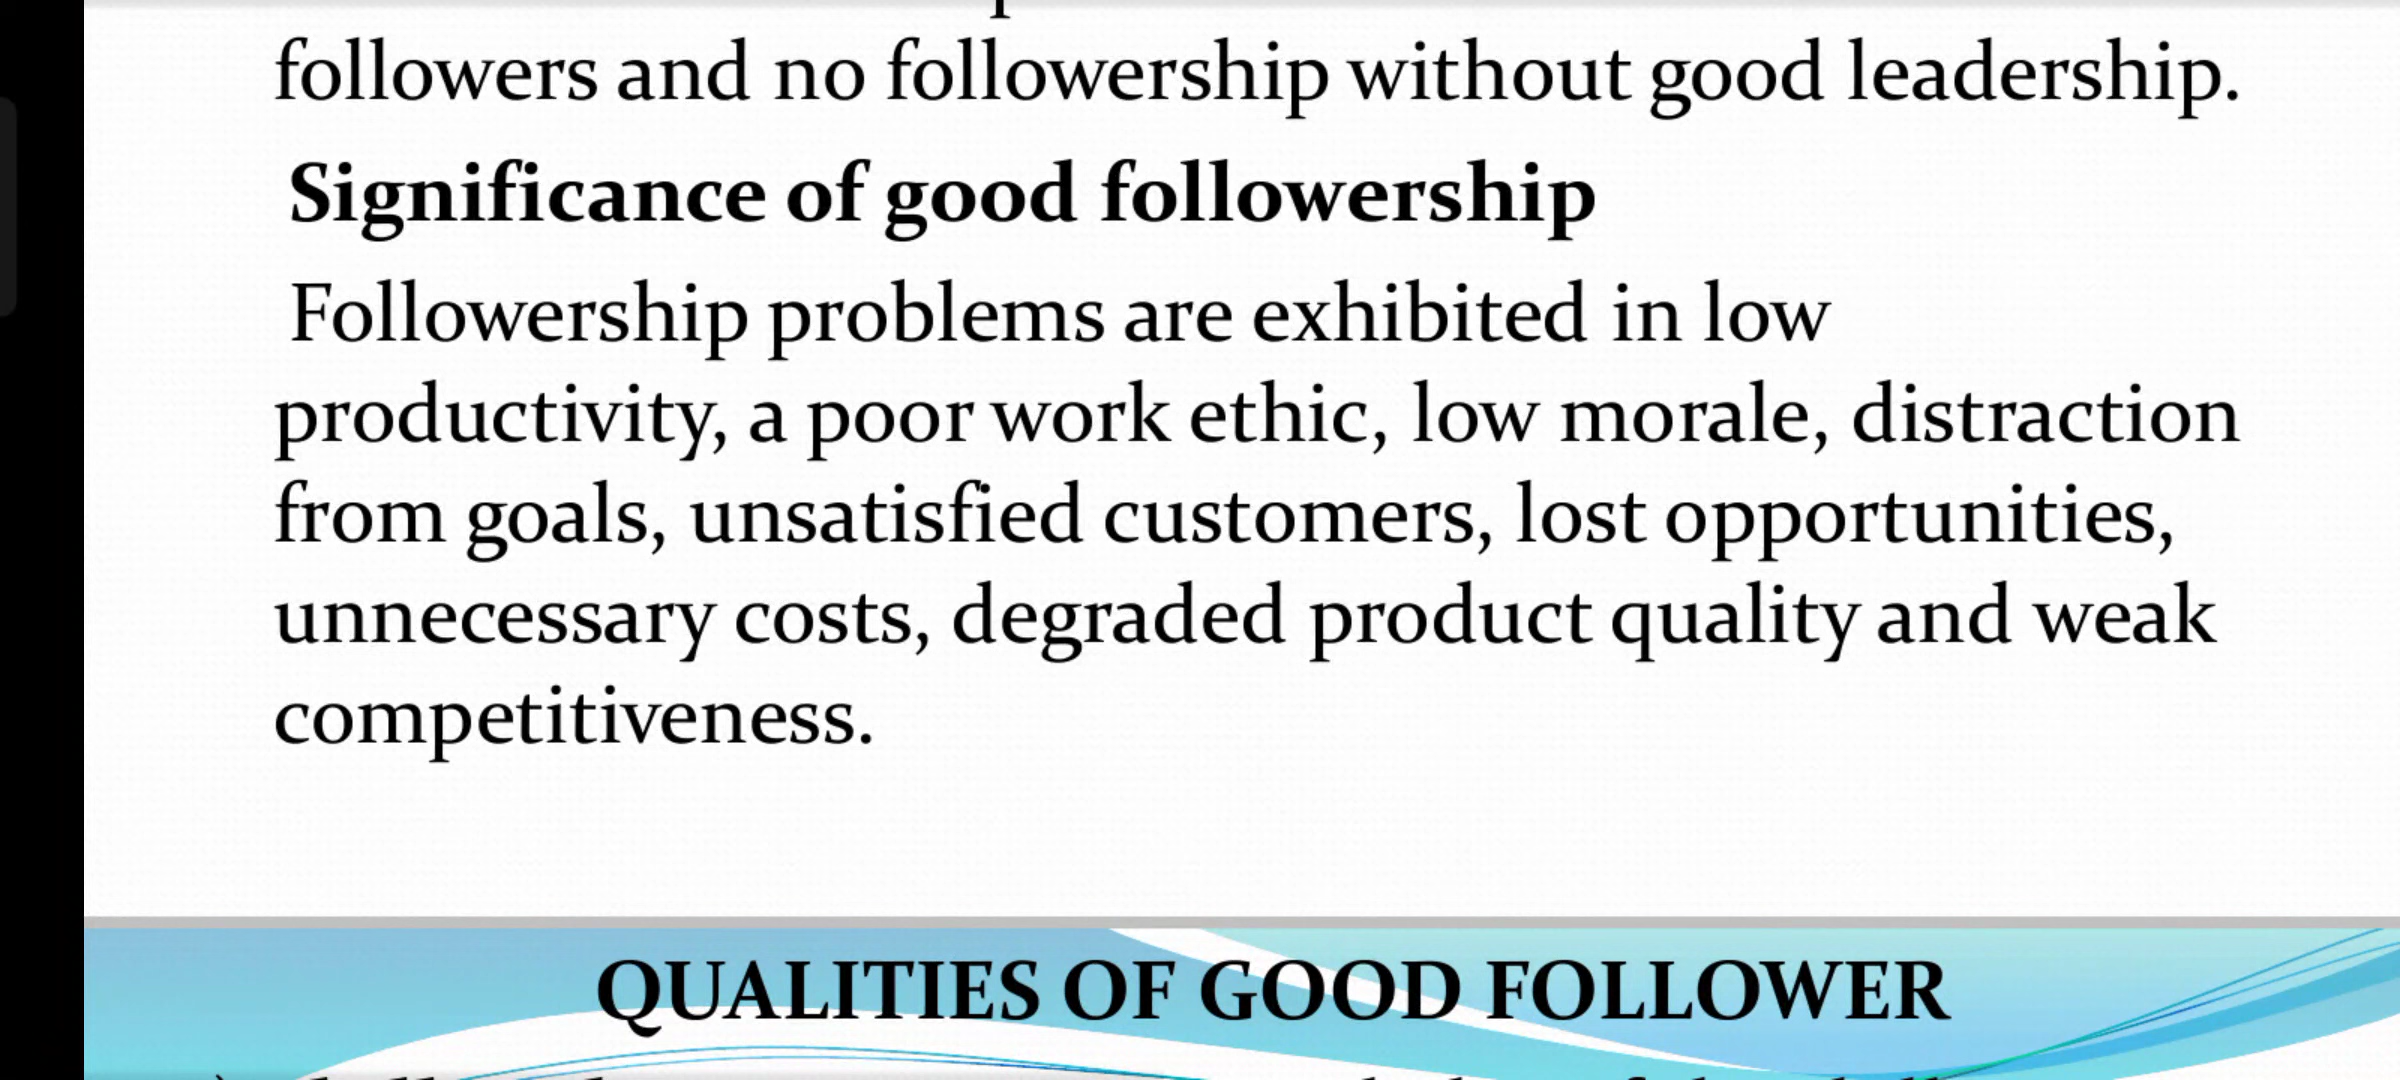 followers and no followership without good leadership.
Significance of good followership
Followership problems are exhibited in low
productivity, a poor work ethic, low morale, distraction
from goals, unsatisfied customers, lost opportunities,
unnecessary costs, degraded product quality and weak
competitiveness.
QUALITIES OF GOOD FOLLOWER